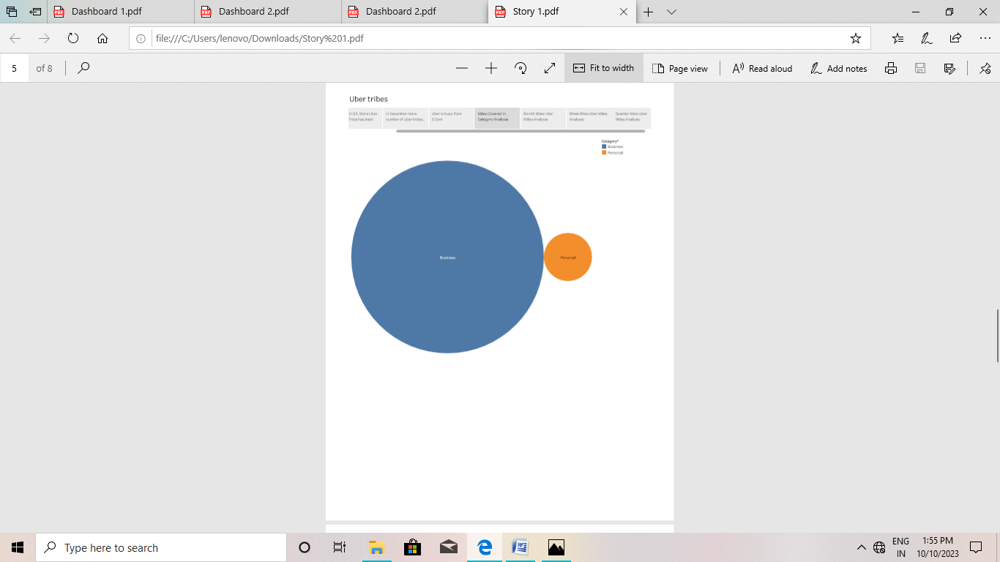 Dashboard 1.pdf
Dashboard 2.pdf
Dashboard 2.pdf
Story 1.pdf
file:///C:/Users/lenovo/Downloads/Story%201.pdf
5 of 8
Fit to width
Page view
Read aloud
Add notes
Uber tribes
In Q4, More Uber
Trips has been
In December more
number of uber tribes..
Uber is busy from
3.7pm
Miles Covered in
Category Analysis
Month Wise Uber
Miles Analysis
Week Wise Uber Miles
Analysis
Quarter Wise Uber
Miles Analysis
Category*
Business
Personal
Business
Personal
Type here to search
ENG
IN
1:55 PM
10/10/2023